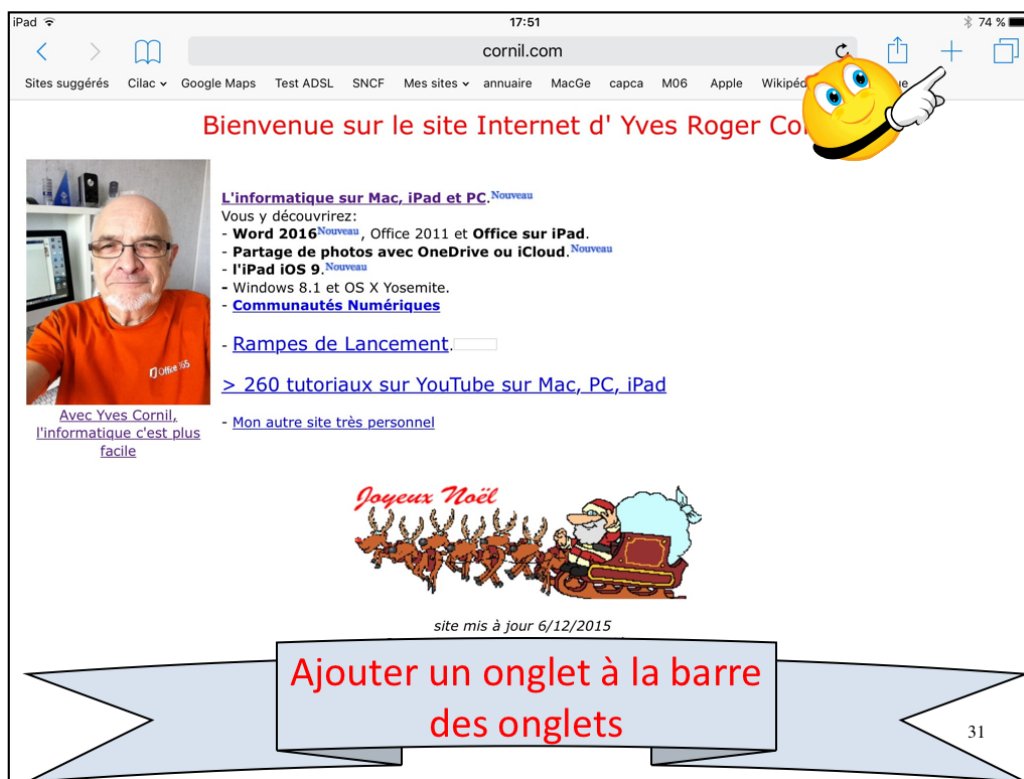 iPad 17:51 74 %
cornil.com
Sites suggérés Cilac Google Maps Test ADSL SNCF Mes sites annuaire MacGe capca M06 Apple
Bienvenue sur le site Internet d' Yves Roger
L'informatique sur Mac, iPad et PC.Nouveau
Vous y découvrirez:
- Word 2016Nouveau, Office 2011 et Office sur iPad.
- Partage de photos avec OneDrive ou iCloud.Nouveau
- l'iPad iOS 9.Nouveau
- Windows 8.1 et OS X Yosemite.
- Communautés Numériques
- Rampes de Lancement.
> 260 tutoriaux sur YouTube sur Mac, PC, iPad
- Mon autre site très personnel
Office 365
Avec Yves Cornil,
l'informatique c'est plus
facile
Joyeux Noël
site mis à jour 6/12/2015
Ajouter un onglet à la barre
des onglets
31